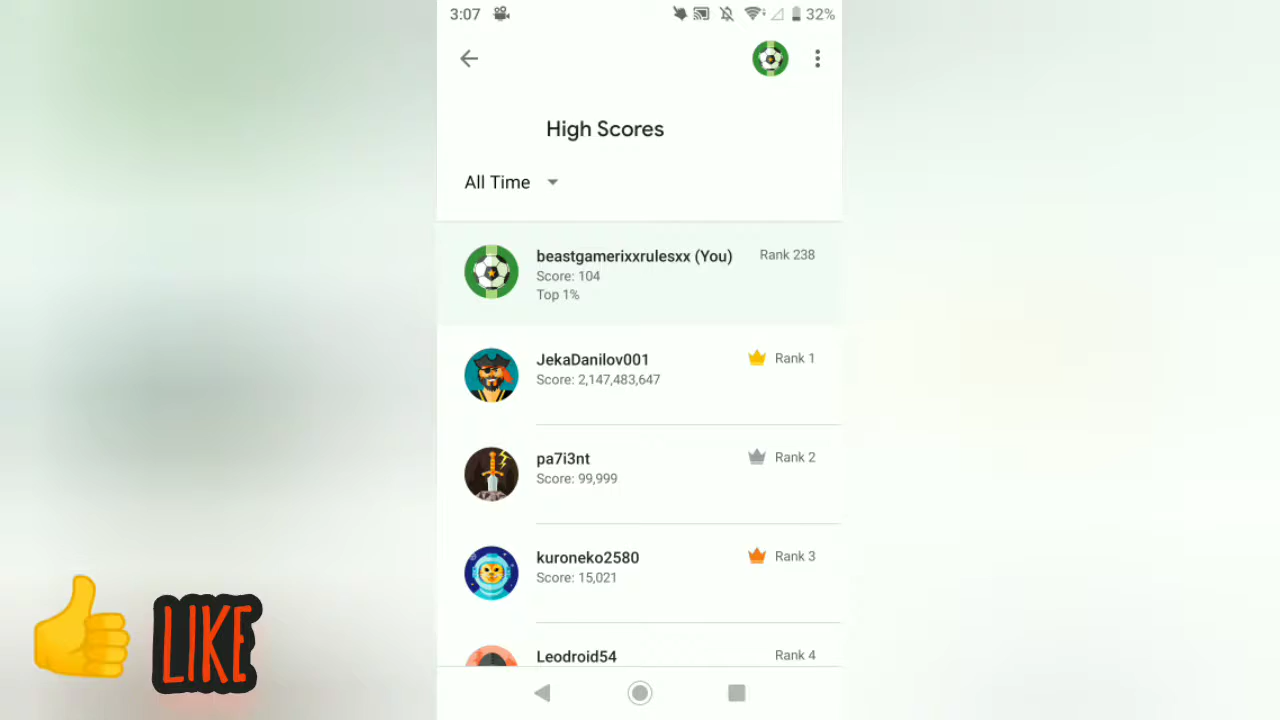 3:07
32%
High Scores
All Time
beastgamerixxrulesxx (You)
Rank 238
Score: 104
Top 1%
JekaDanilov001
Rank 1
Score: 2,147,483,647
pa7i3nt
Rank 2
Score: 99,999
kuroneko2580
Rank 3
Score: 15,021
Leodroid54
Rank 4
LIKE